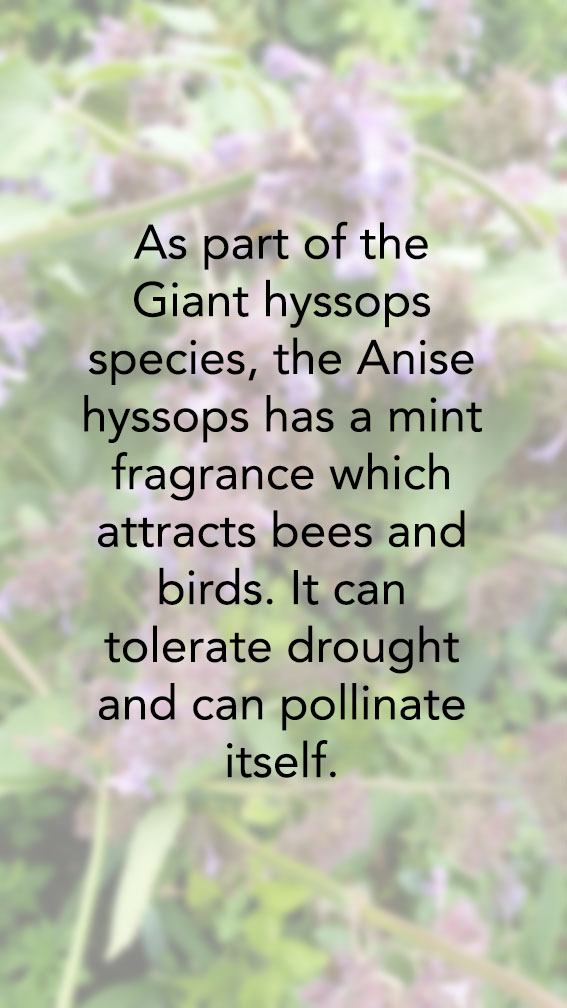 As part of the
Giant hyssops
species, the Anise
hyssops has a mint
fragrance which
attracts bees and
birds. It can
tolerate drought
and can pollinate
itself.